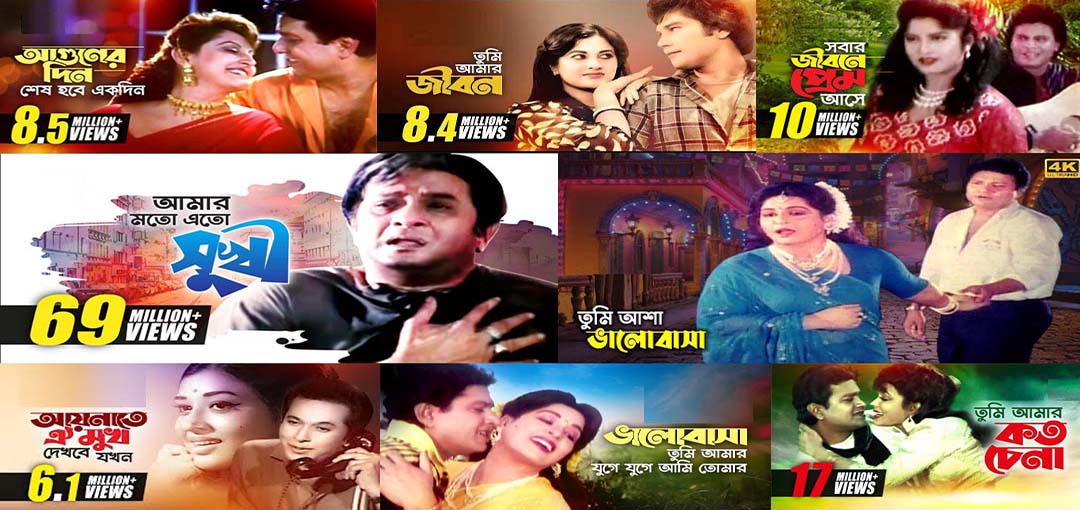 আগুনের
দিন
শেষ হবে একদিন
8.5 MILLION+
VIEWS
তুমি
আমার
জীবন
8.4 MILLION+
VIEWS
সবার
জীবনে
প্রেম
আসে
10 MILLION+
VIEWS
আমার
মতো এতো
সুখী
69 MILLION+
VIEWS
4K
ULTRA HD
তুমি আশা
ভালোবাসা
আয়নাতে
ঐ মুখ
দেখবে যখন
6.1 MILLION+
VIEWS
ভালোবাসা
তুমি আমার
যুগে যুগে আমি তোমার
তুমি আমার
কত
চেনা
17 MILLION+
VIEWS